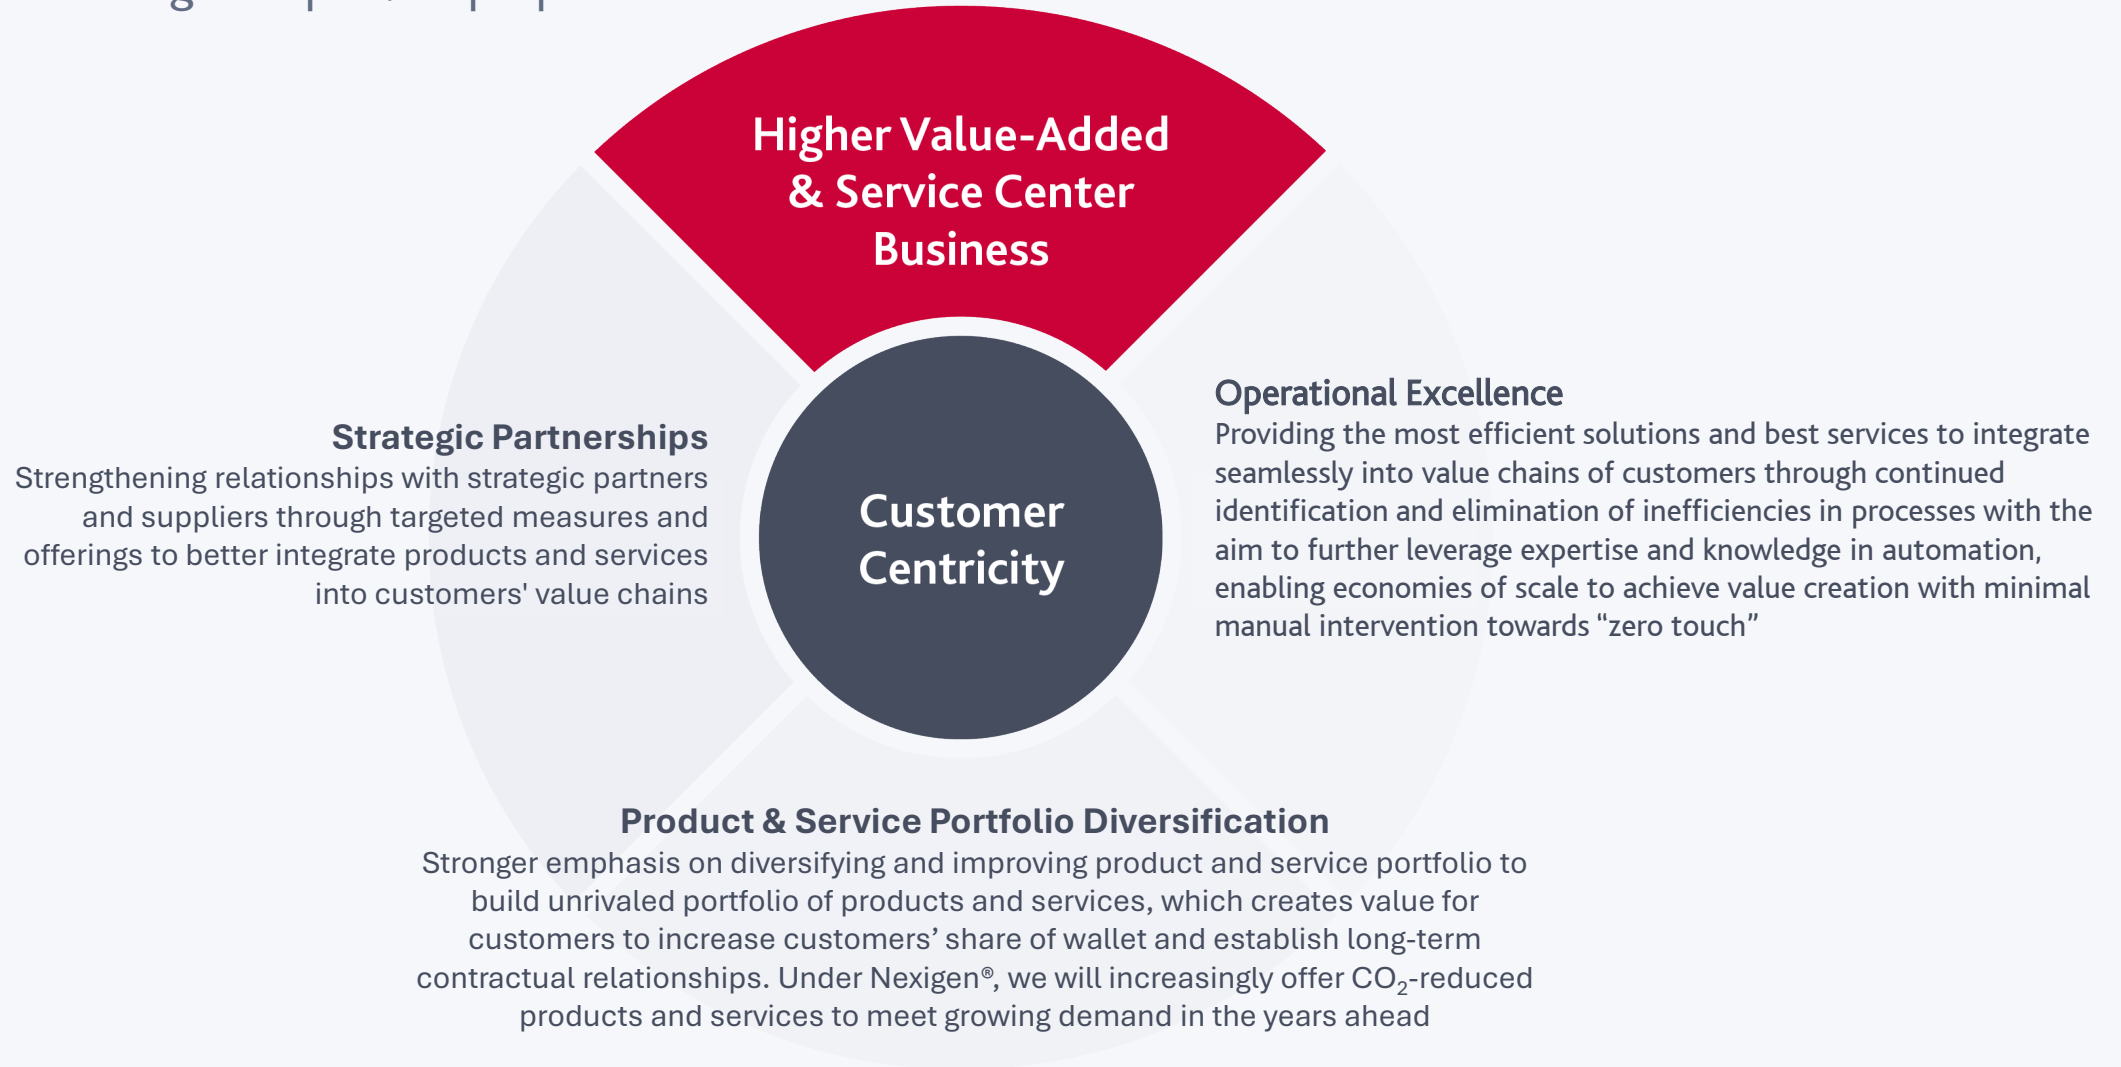 Higher Value-Added
& Service Center
Business
Customer
Centricity
Strategic Partnerships
Strengthening relationships with strategic partners
and suppliers through targeted measures and
offerings to better integrate products and services
into customers' value chains
Operational Excellence
Providing the most efficient solutions and best services to integrate
seamlessly into value chains of customers through continued
identification and elimination of inefficiencies in processes with the
aim to further leverage expertise and knowledge in automation,
enabling economies of scale to achieve value creation with minimal
manual intervention towards “zero touch”
Product & Service Portfolio Diversification
Stronger emphasis on diversifying and improving product and service portfolio to
build unrivaled portfolio of products and services, which creates value for
customers to increase customers’ share of wallet and establish long-term
contractual relationships. Under Nexigen®, we will increasingly offer CO₂-reduced
products and services to meet growing demand in the years ahead